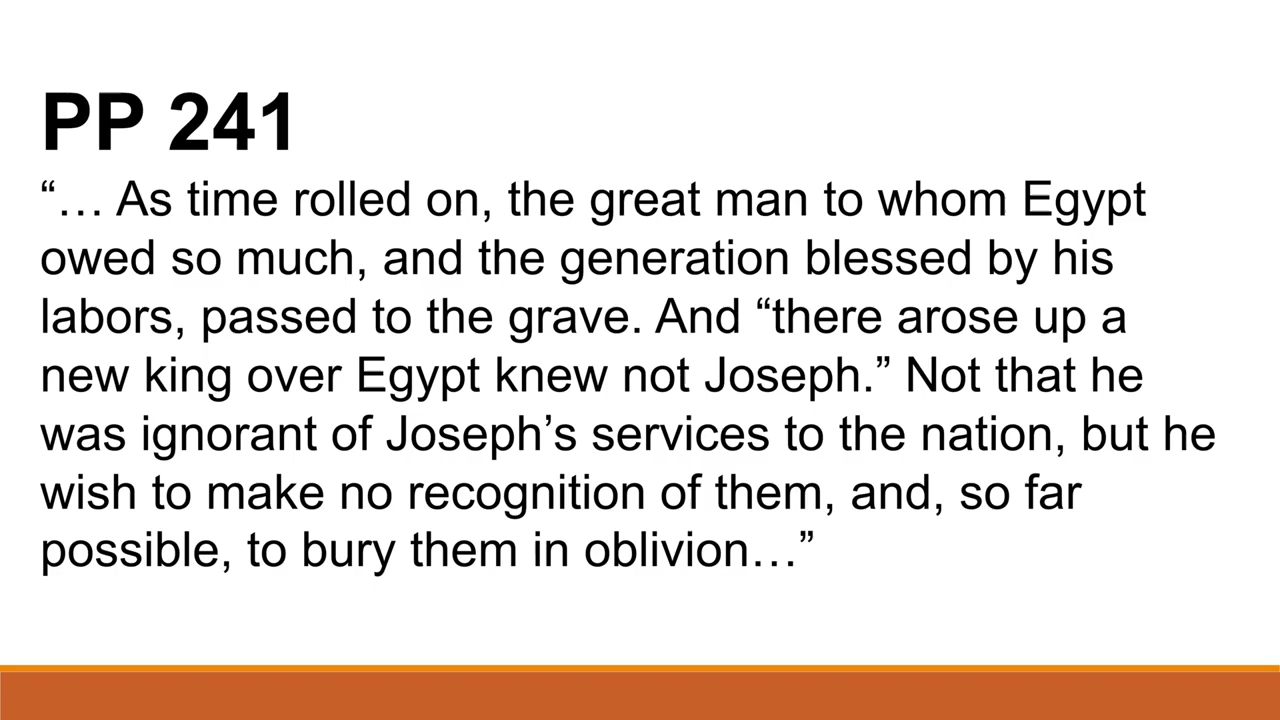 PP 241
“… As time rolled on, the great man to whom Egypt
owed so much, and the generation blessed by his
labors, passed to the grave. And “there arose up a
new king over Egypt knew not Joseph.” Not that he
was ignorant of Joseph’s services to the nation, but he
wish to make no recognition of them, and, so far
possible, to bury them in oblivion…”